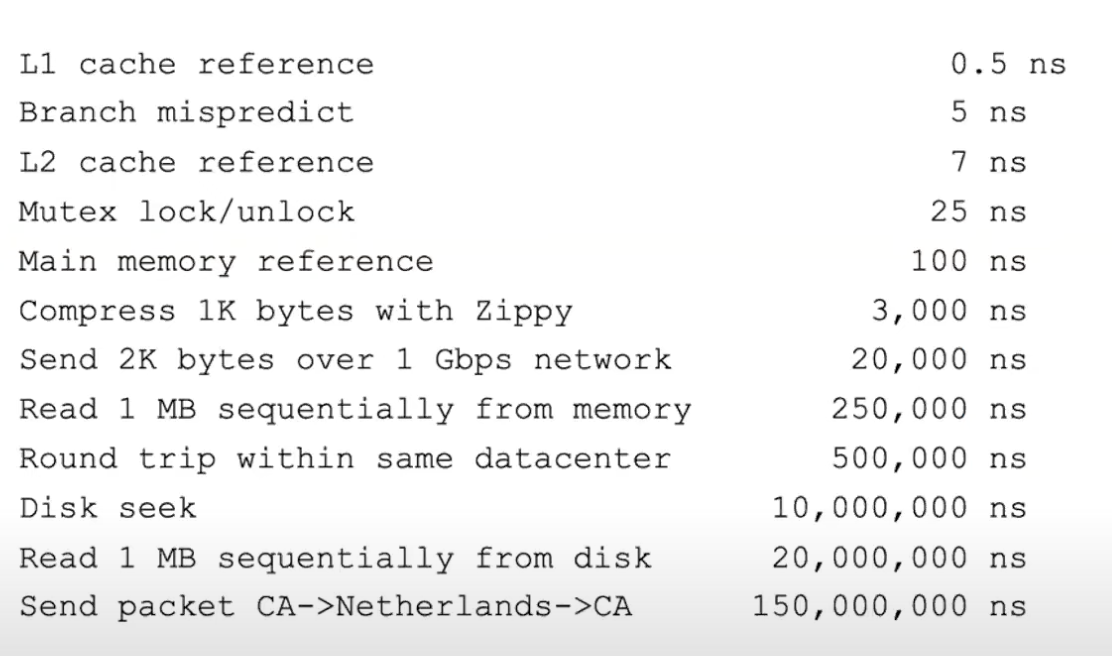 L1 cache reference 0.5 ns
Branch mispredict 5 ns
L2 cache reference 7 ns
Mutex lock/unlock 25 ns
Main memory reference 100 ns
Compress 1K bytes with Zippy 3,000 ns
Send 2K bytes over 1 Gbps network 20,000 ns
Read 1 MB sequentially from memory 250,000 ns
Round trip within same datacenter 500,000 ns
Disk seek 10,000,000 ns
Read 1 MB sequentially from disk 20,000,000 ns
Send packet CA->Netherlands->CA 150,000,000 ns